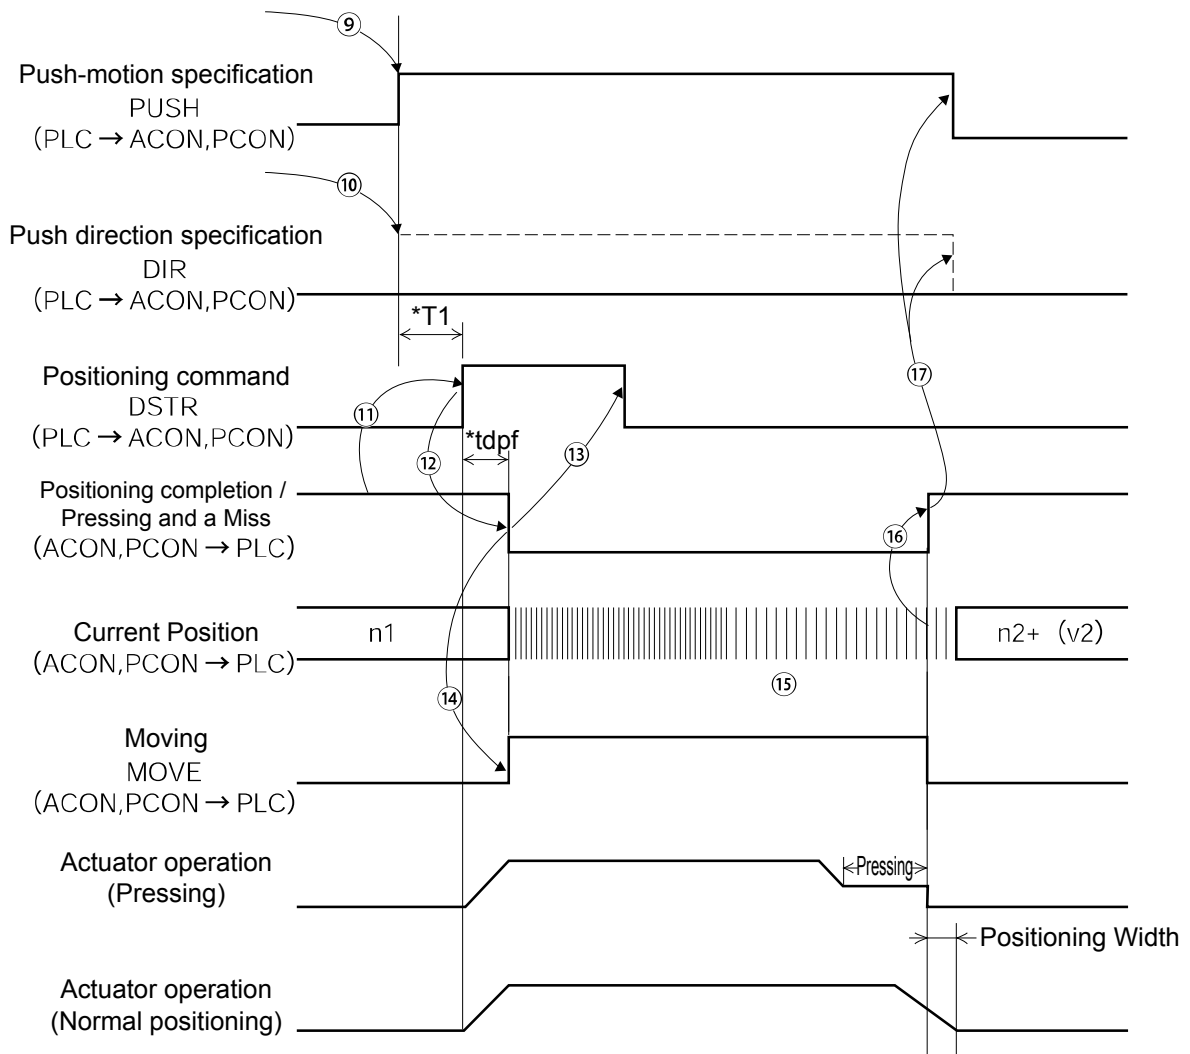 ⑨
Push-motion specification
PUSH
(PLC → ACON,PCON)
⑩
Push direction specification
DIR
(PLC → ACON,PCON)
*T1
Positioning command
DSTR
(PLC → ACON,PCON)
⑪
⑰
*tdpf
⑫
⑬
Positioning completion /
Pressing and a Miss
(ACON,PCON → PLC)
⑯
Current Position
(ACON,PCON → PLC)
n1
n2+ (v2)
⑮
⑭
Moving
MOVE
(ACON,PCON → PLC)
Actuator operation
(Pressing)
Pressing
Positioning Width
Actuator operation
(Normal positioning)